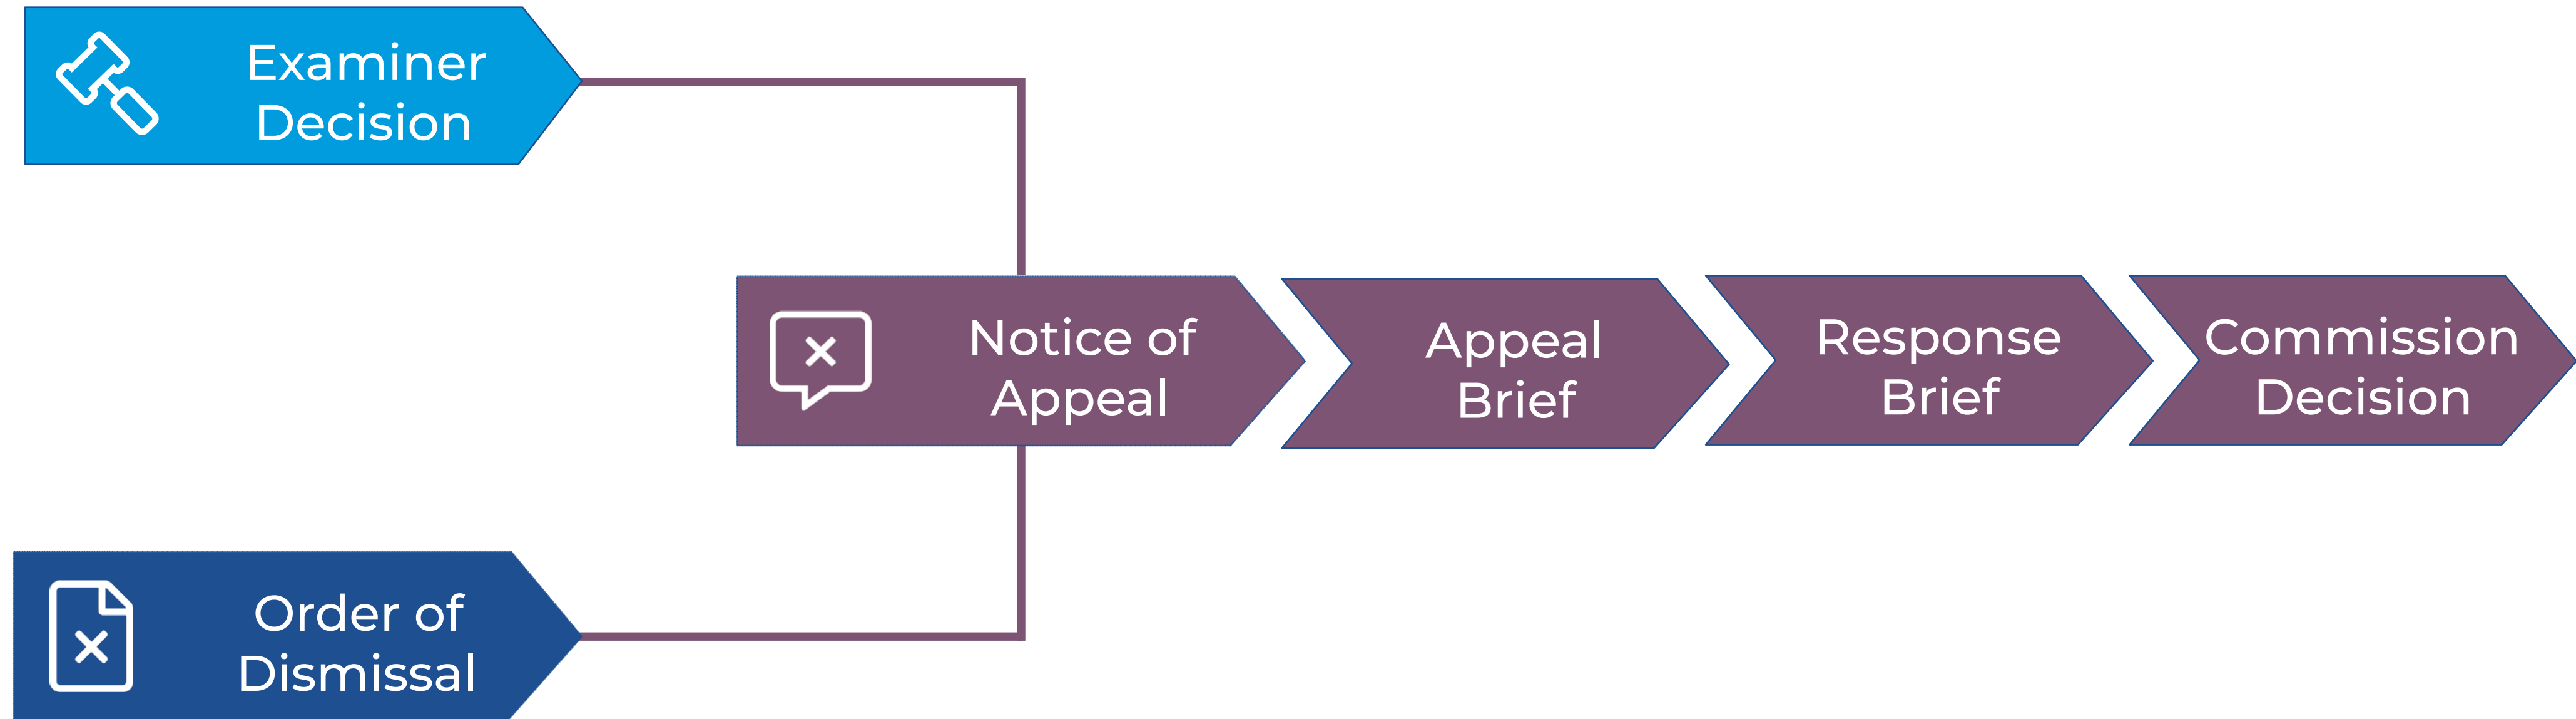 Examiner
Decision
Notice of
Appeal
Appeal
Brief
Response
Brief
Commission
Decision
Order of
Dismissal